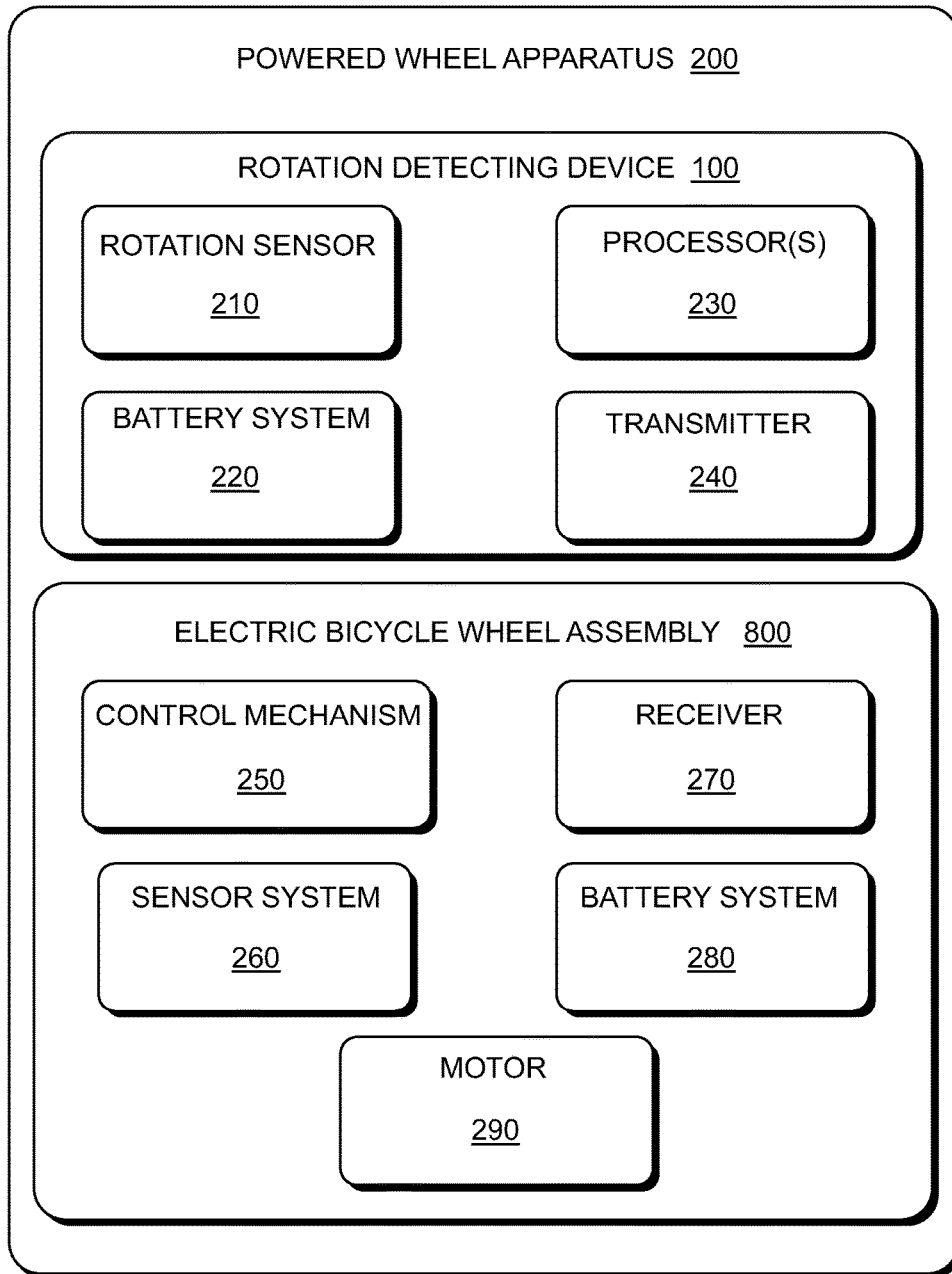 POWERED WHEEL APPARATUS 200
ROTATION DETECTING DEVICE 100
ROTATION SENSOR
210
PROCESSOR(S)
230
BATTERY SYSTEM
220
TRANSMITTER
240
ELECTRIC BICYCLE WHEEL ASSEMBLY 800
CONTROL MECHANISM
250
RECEIVER
270
SENSOR SYSTEM
260
BATTERY SYSTEM
280
MOTOR
290